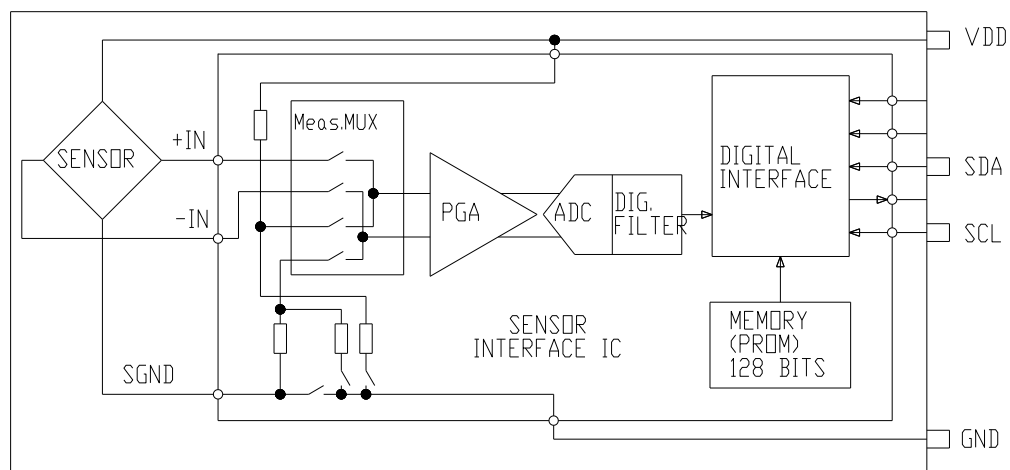 VDD
Meas.MUX
+IN
SENSOR
-IN
PGA
ADC
DIG.
FILTER
DIGITAL
INTERFACE
SDA
SCL
SENSOR
INTERFACE IC
MEMORY
(PROM)
128 BITS
SGND
GND